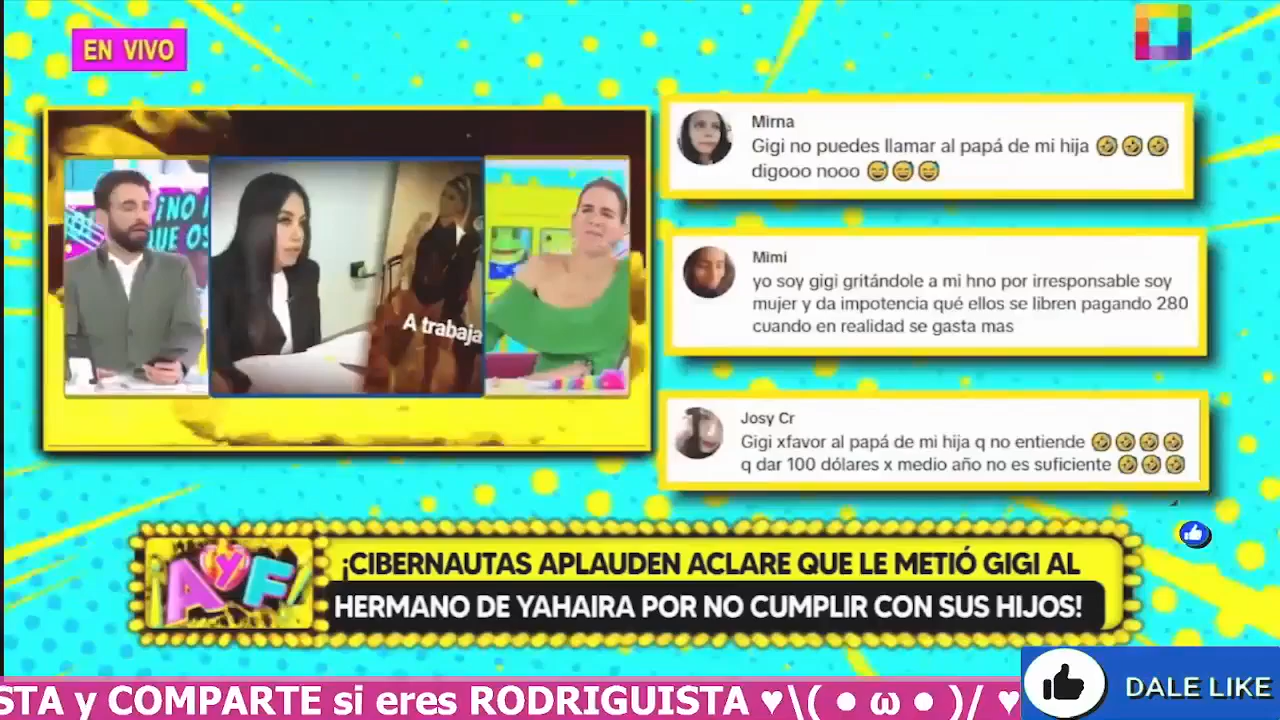 EN VIVO
Mirna
Gigi no puedes llamar al papá de mi hija 🤣🤣🤣
digooo nooo 😅😅😅
¡NO
QUE OS
A trabaja
Mimi
yo soy gigi gritándole a mi hno por irresponsable soy
mujer y da impotencia qué ellos se libren pagando 280
cuando en realidad se gasta mas
Josy Cr
Gigi xfavor al papá de mi hija q no entiende 🤣🤣🤣🤣
q dar 100 dólares x medio año no es suficiente 🤣🤣🤣
AyF!
¡CIBERNAUTAS APLAUDEN ACLARE QUE LE METIÓ GIGI AL
HERMANO DE YAHAIRA POR NO CUMPLIR CON SUS HIJOS!
STA y COMPARTE si eres RODRIGUISTA ♥\( ● ω ● )/ ♥
DALE LIKE